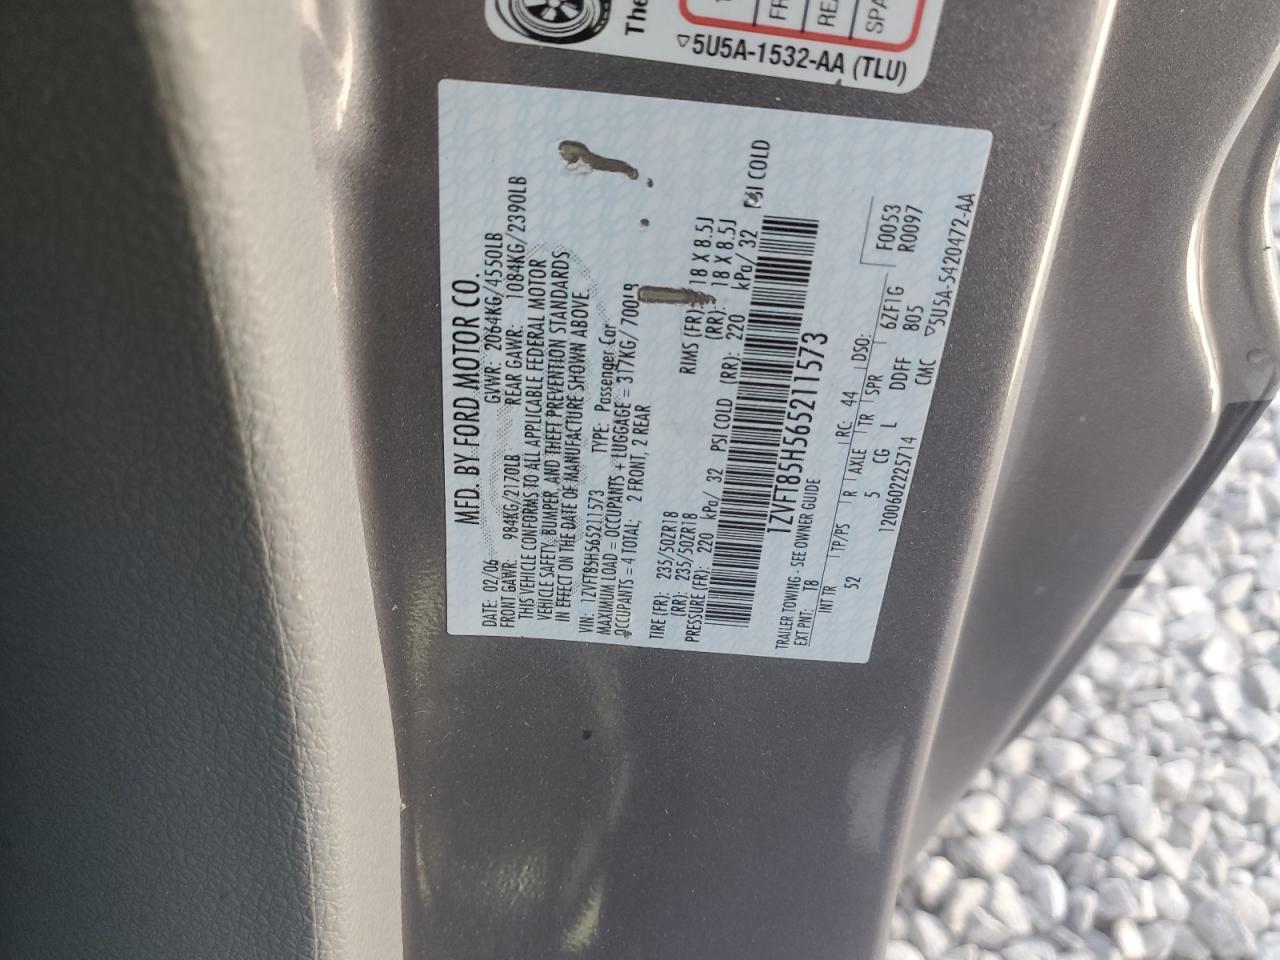 The
FR
REA
SPA
▽5U5A-1532-AA (TLU)
MFD. BY FORD MOTOR CO.
DATE: 02/06 GVWR: 2064KG/4550LB
FRONT GAWR: 984KG/2170LB REAR GAWR: 1084KG/2390LB
THIS VEHICLE CONFORMS TO ALL APPLICABLE FEDERAL MOTOR
VEHICLE SAFETY, BUMPER, AND THEFT PREVENTION STANDARDS
IN EFFECT ON THE DATE OF MANUFACTURE SHOWN ABOVE.
VIN: 1ZVFT85H565211573 TYPE: Passenger Car
MAXIMUM LOAD = OCCUPANTS + LUGGAGE = 317KG/700LB
OCCUPANTS = 4 TOTAL; 2 FRONT, 2 REAR
TIRE (FR): 235/50ZR18 RIMS (FR): 18 X 8.5J
(RR): 235/50ZR18 (RR): 18 X 8.5J
PRESSURE (FR): 220 kPa/ 32 PSI COLD (RR): 220 kPa/ 32 PSI COLD
1ZVFT85H565211573
TRAILER TOWING - SEE OWNER GUIDE
EXT PNT: T8 RC: 44 DSO: F0053
INT TR TP/PS R AXLE TR SPR R0097
52 5 CG L DDFF 6ZF1G
805
1200602225714 CMC ▽5U5A-5420472-AA